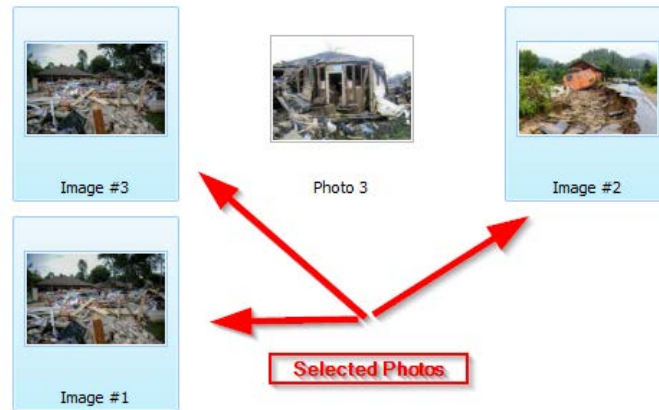 Image #3
Photo 3
Image #2
Image #1
Selected Photos